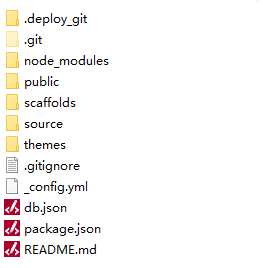 .deploy_git
.git
node_modules
public
scaffolds
source
themes
.gitignore
_config.yml
db.json
package.json
README.md